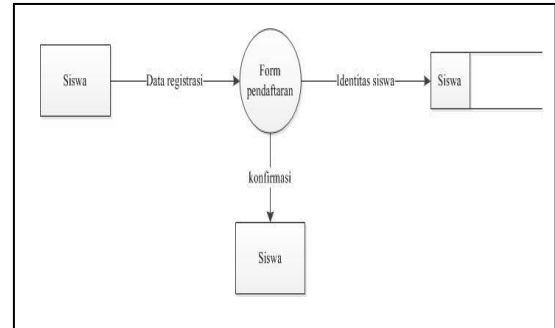 Siswa
Data registrasi
Form
pendaftaran
Identitas siswa
Siswa
konfirmasi
Siswa